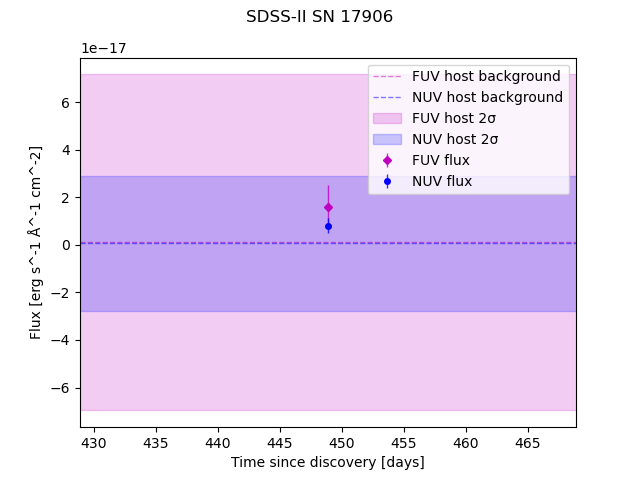 SDSS-II SN 17906
1e−17
FUV host background
NUV host background
FUV host 2σ
NUV host 2σ
FUV flux
NUV flux
6
4
2
0
−2
−4
−6
Flux [erg s^-1 Å^-1 cm^-2]
430 435 440 445 450 455 460 465
Time since discovery [days]